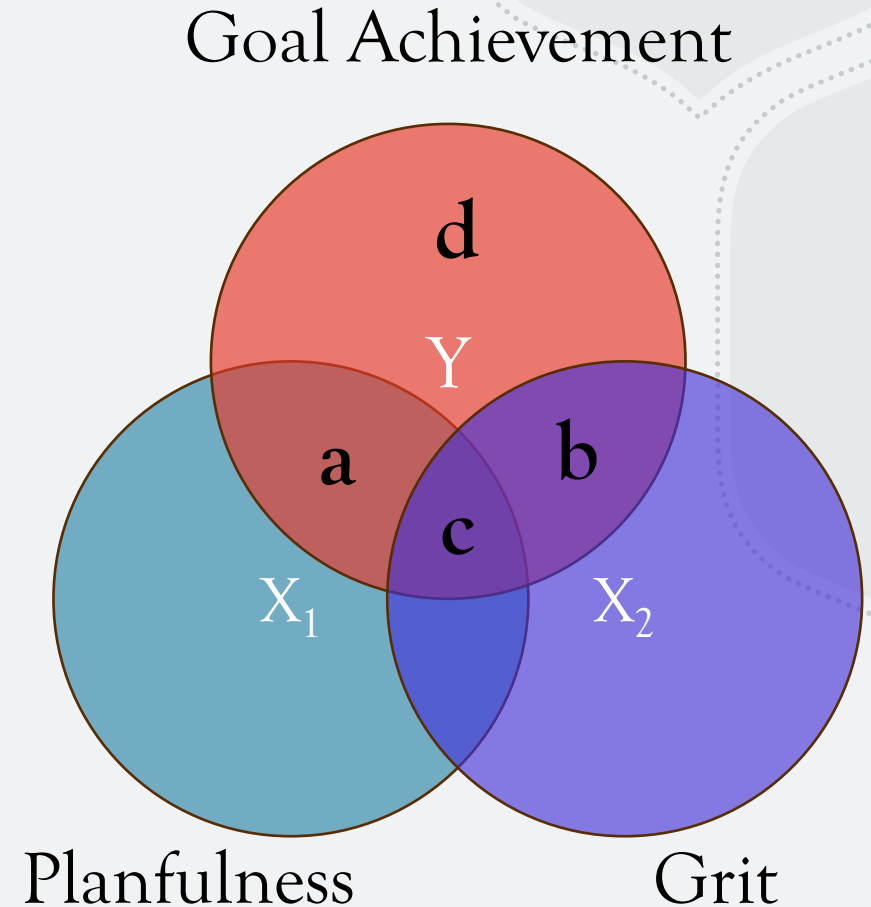 Goal Achievement
d
Y
a
b
c
X₁
X₂
Planfulness
Grit